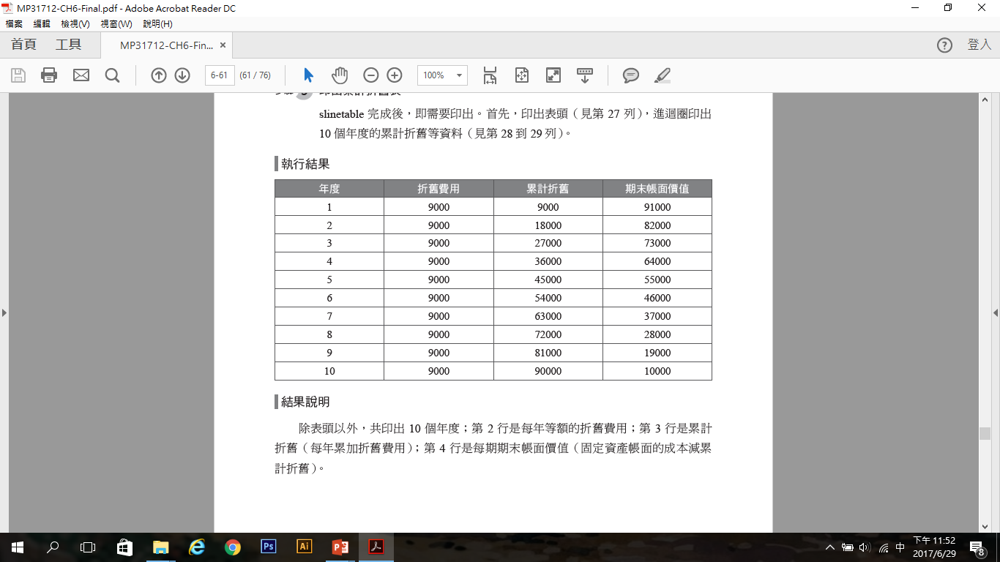 MP31712-CH6-Final.pdf - Adobe Acrobat Reader DC
檔案 編輯 檢視(V) 視窗(W) 說明(H)
首頁 工具 MP31712-CH6-Fin... × 登入
6-61 (61 / 76) 100%
slinetable 完成後，即需要印出。首先，印出表頭（見第 27 列），進迴圈印出
10 個年度的累計折舊等資料（見第 28 到 29 列）。
執行結果
年度 折舊費用 累計折舊 期末帳面價值
1 9000 9000 91000
2 9000 18000 82000
3 9000 27000 73000
4 9000 36000 64000
5 9000 45000 55000
6 9000 54000 46000
7 9000 63000 37000
8 9000 72000 28000
9 9000 81000 19000
10 9000 90000 10000
結果說明
除表頭以外，共印出 10 個年度；第 2 行是每年等額的折舊費用；第 3 行是累計
折舊（每年累加折舊費用）；第 4 行是每期期末帳面價值（固定資產帳面的成本減累
計折舊）。
Ps Ai 中 下午 11:52
2017/6/29 8